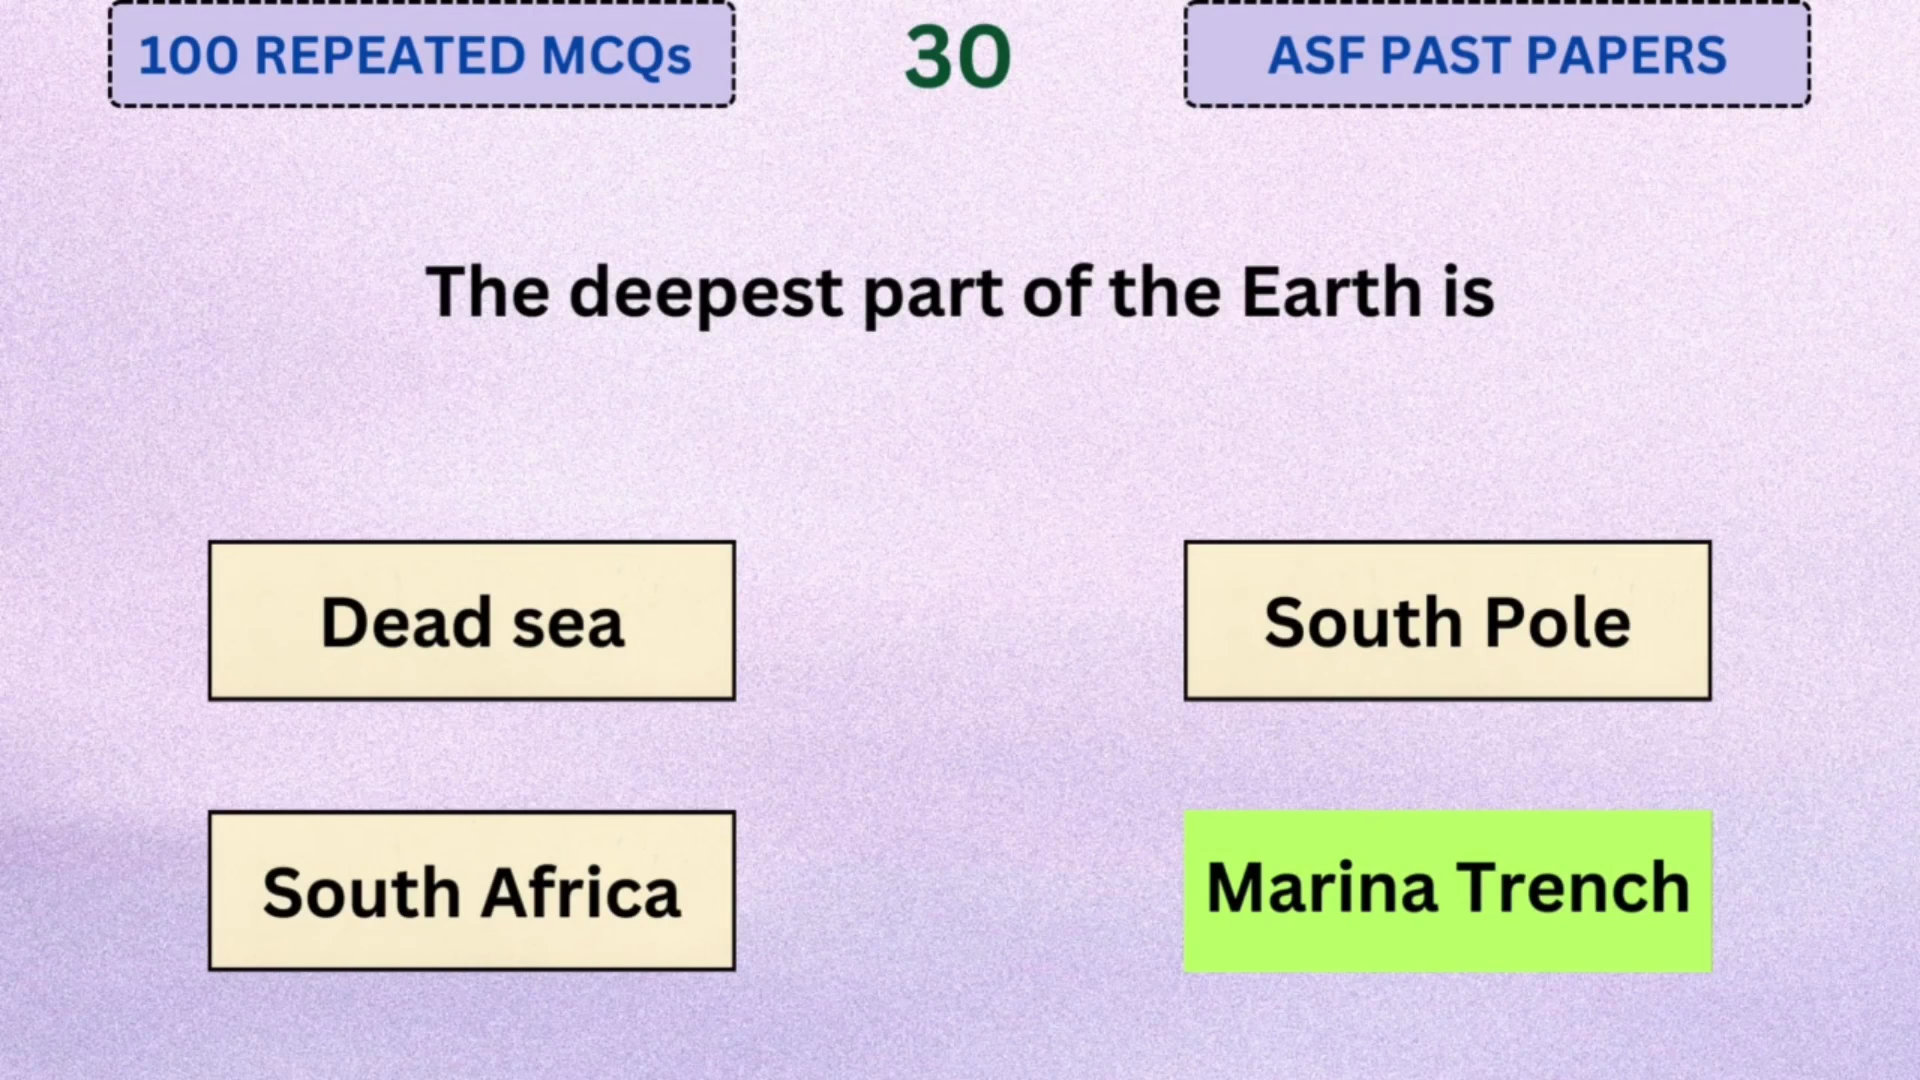 100 REPEATED MCQs
30
ASF PAST PAPERS
The deepest part of the Earth is
Dead sea
South Pole
South Africa
Marina Trench